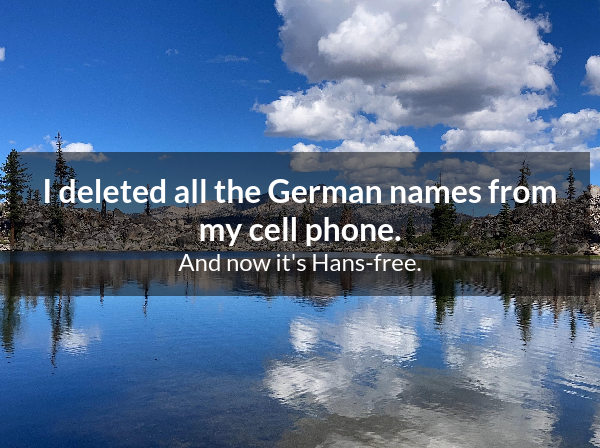 I deleted all the German names from
my cell phone.
And now it's Hans-free.